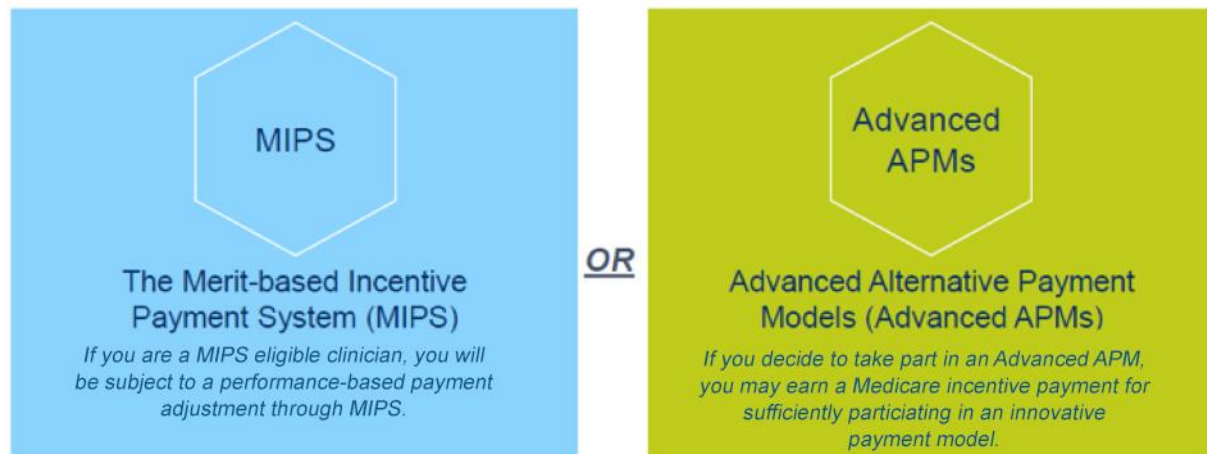 MIPS
The Merit-based Incentive
Payment System (MIPS)
If you are a MIPS eligible clinician, you will
be subject to a performance-based payment
adjustment through MIPS.
OR
Advanced
APMs
Advanced Alternative Payment
Models (Advanced APMs)
If you decide to take part in an Advanced APM,
you may earn a Medicare incentive payment for
sufficiently particiating in an innovative
payment model.